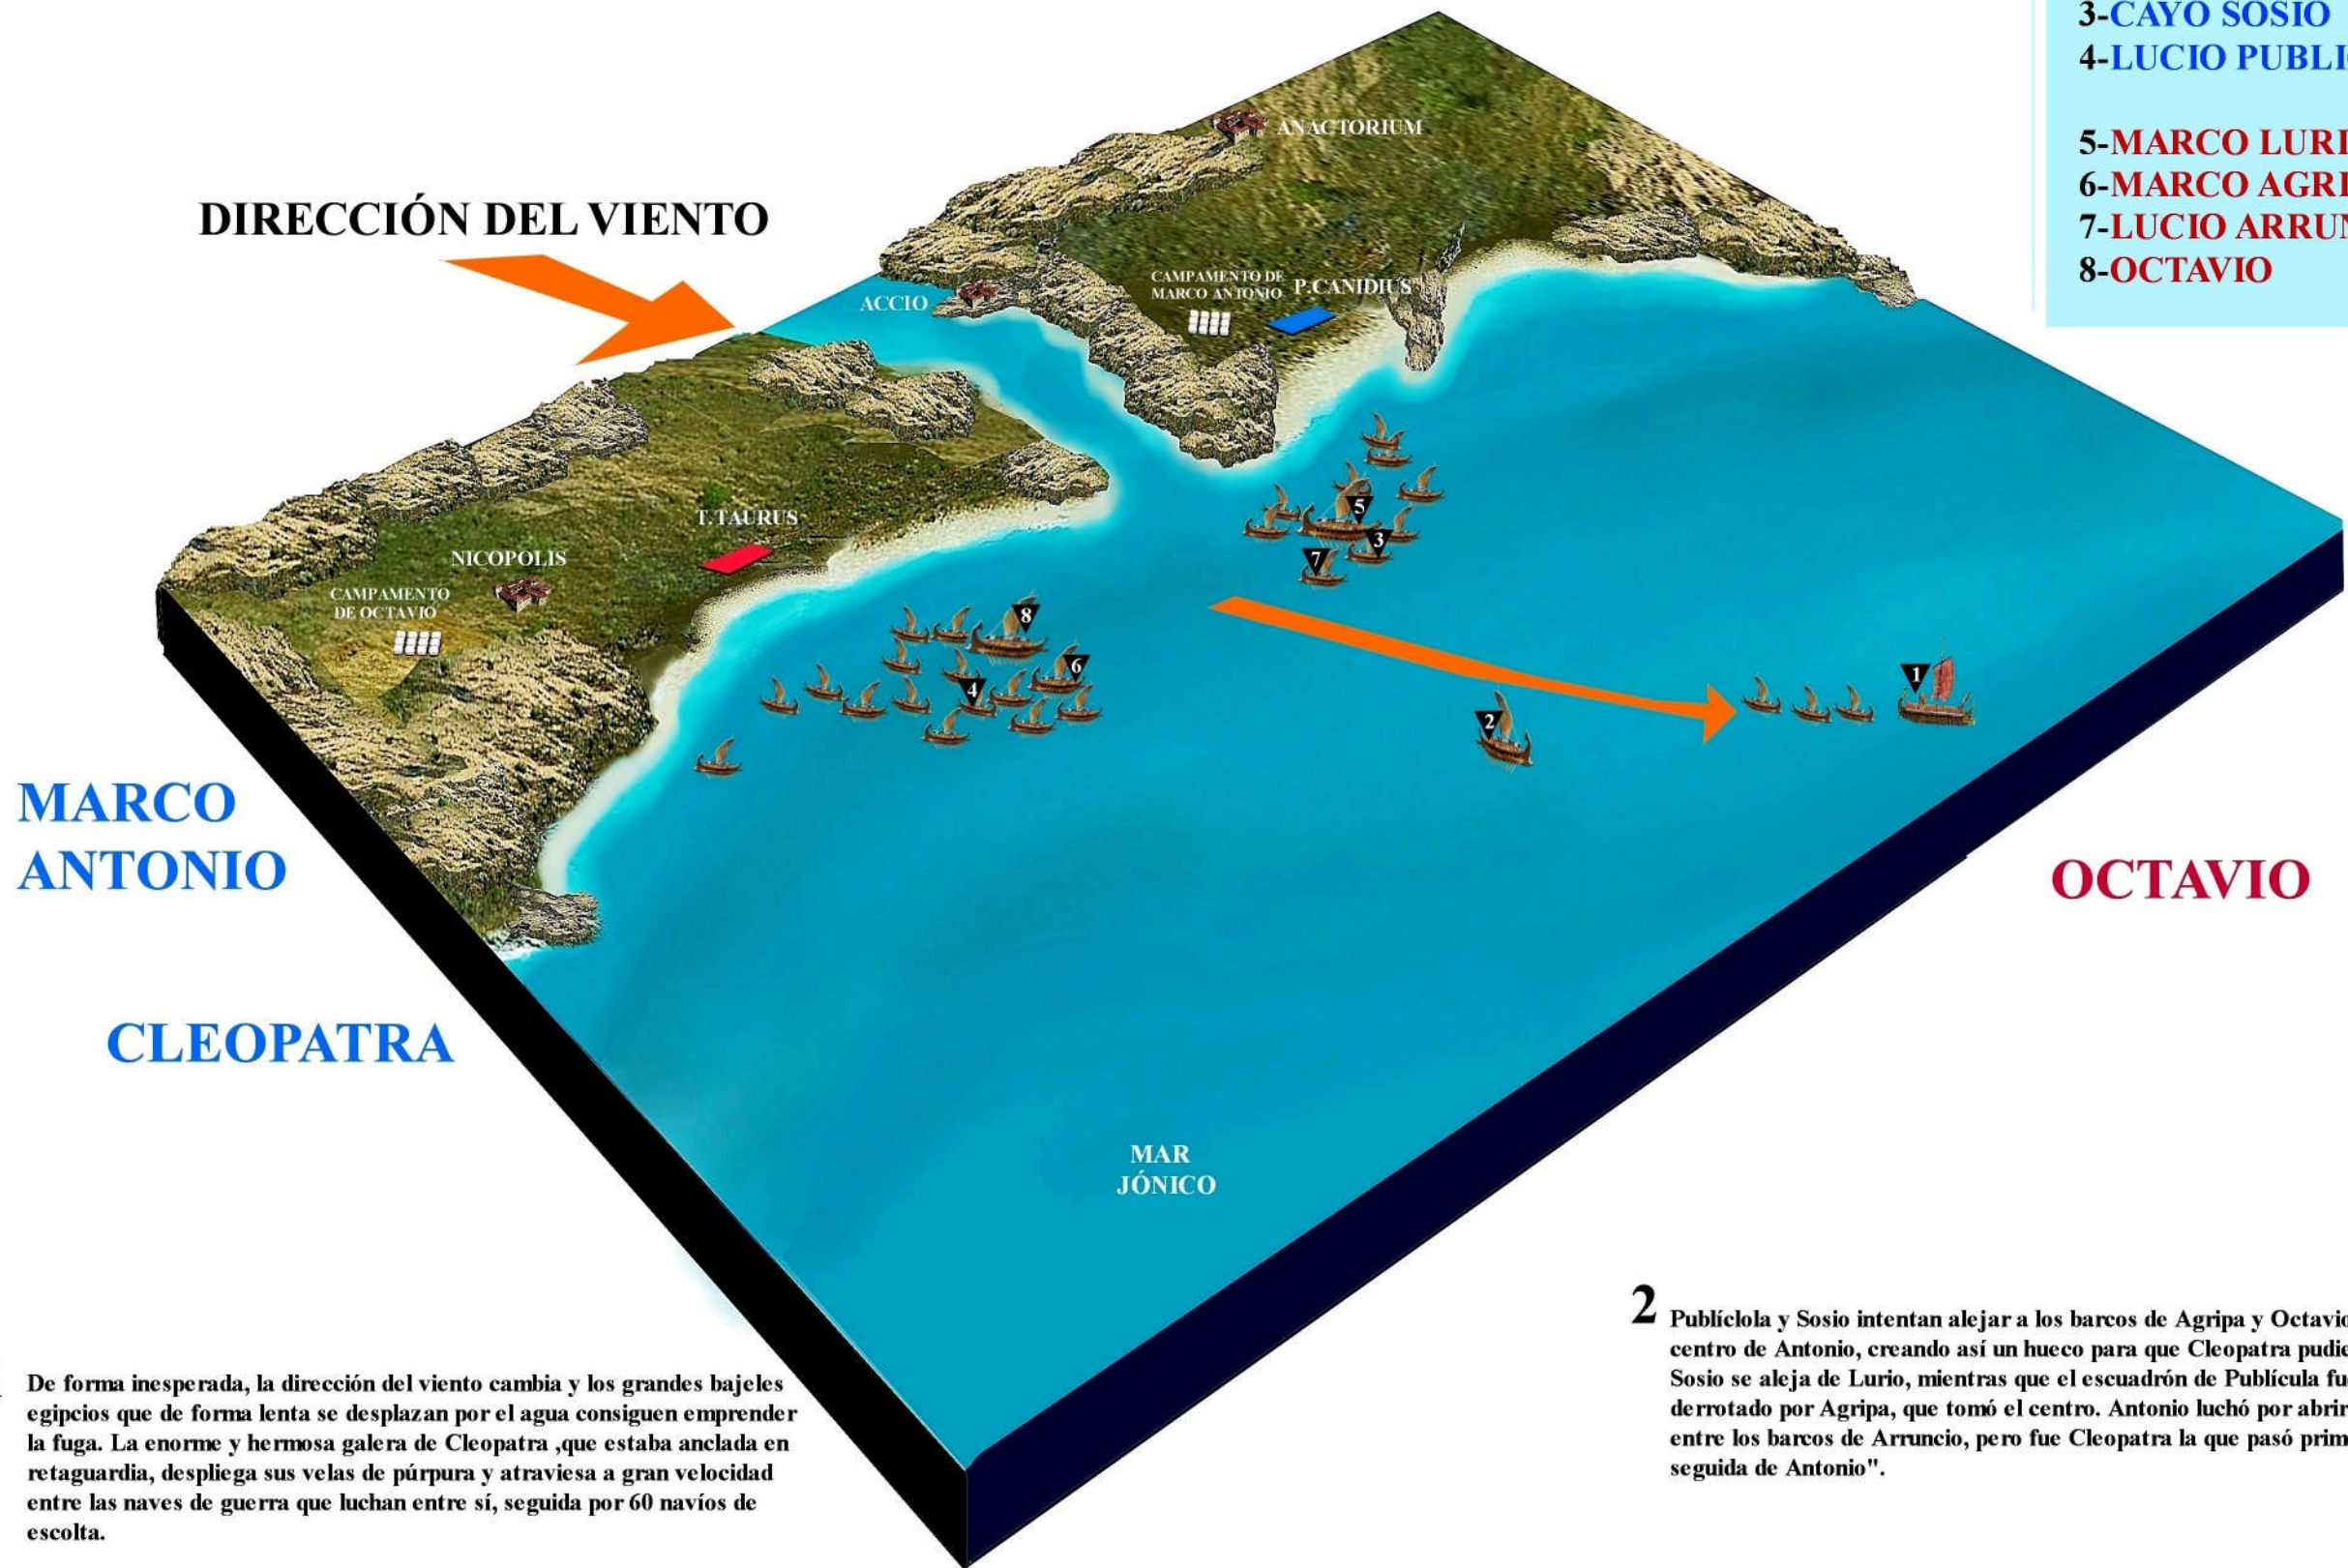 3-CAYO SOSIO
4-LUCIO PUBLI
5-MARCO LURI
6-MARCO AGRI
7-LUCIO ARRUN
8-OCTAVIO
DIRECCIÓN DEL VIENTO
ANACTORIUM
ACCIO
CAMPAMENTO DE
MARCO ANTONIO
P.CANIDIUS
T.TAURUS
NICOPOLIS
CAMPAMENTO
DE OCTAVIO
5
3
7
8
6
4
2
1
MARCO
ANTONIO
CLEOPATRA
OCTAVIO
MAR
JÓNICO
De forma inesperada, la dirección del viento cambia y los grandes bajeles
egipcios que de forma lenta se desplazan por el agua consiguen emprender
la fuga. La enorme y hermosa galera de Cleopatra ,que estaba anclada en
retaguardia, despliega sus velas de púrpura y atraviesa a gran velocidad
entre las naves de guerra que luchan entre sí, seguida por 60 navíos de
escolta.
2
Publíclola y Sosio intentan alejar a los barcos de Agripa y Octavio
centro de Antonio, creando así un hueco para que Cleopatra pudie
Sosio se aleja de Lurio, mientras que el escuadrón de Publícula fu
derrotado por Agripa, que tomó el centro. Antonio luchó por abrir
entre los barcos de Arruncio, pero fue Cleopatra la que pasó prim
seguida de Antonio".